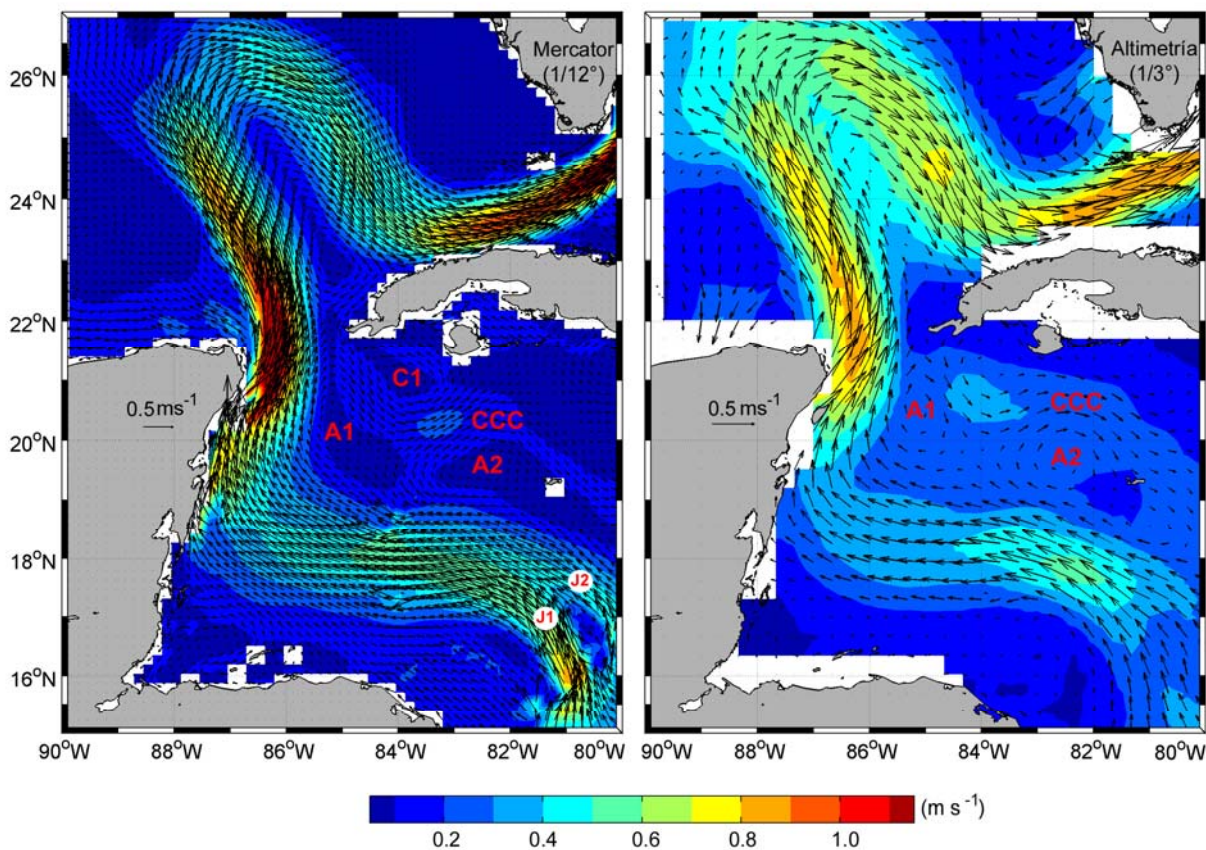 Mercator
(1/12°)
26°N
24°N
22°N
20°N
18°N
16°N
0.5 ms⁻¹
C1
CCC
A1
A2
J2
J1
90°W
88°W
86°W
84°W
82°W
80°W
Altimetría
(1/3°)
0.5 ms⁻¹
A1
CCC
A2
90°W
88°W
86°W
84°W
82°W
80°W
0.2
0.4
0.6
0.8
1.0
(m s⁻¹)